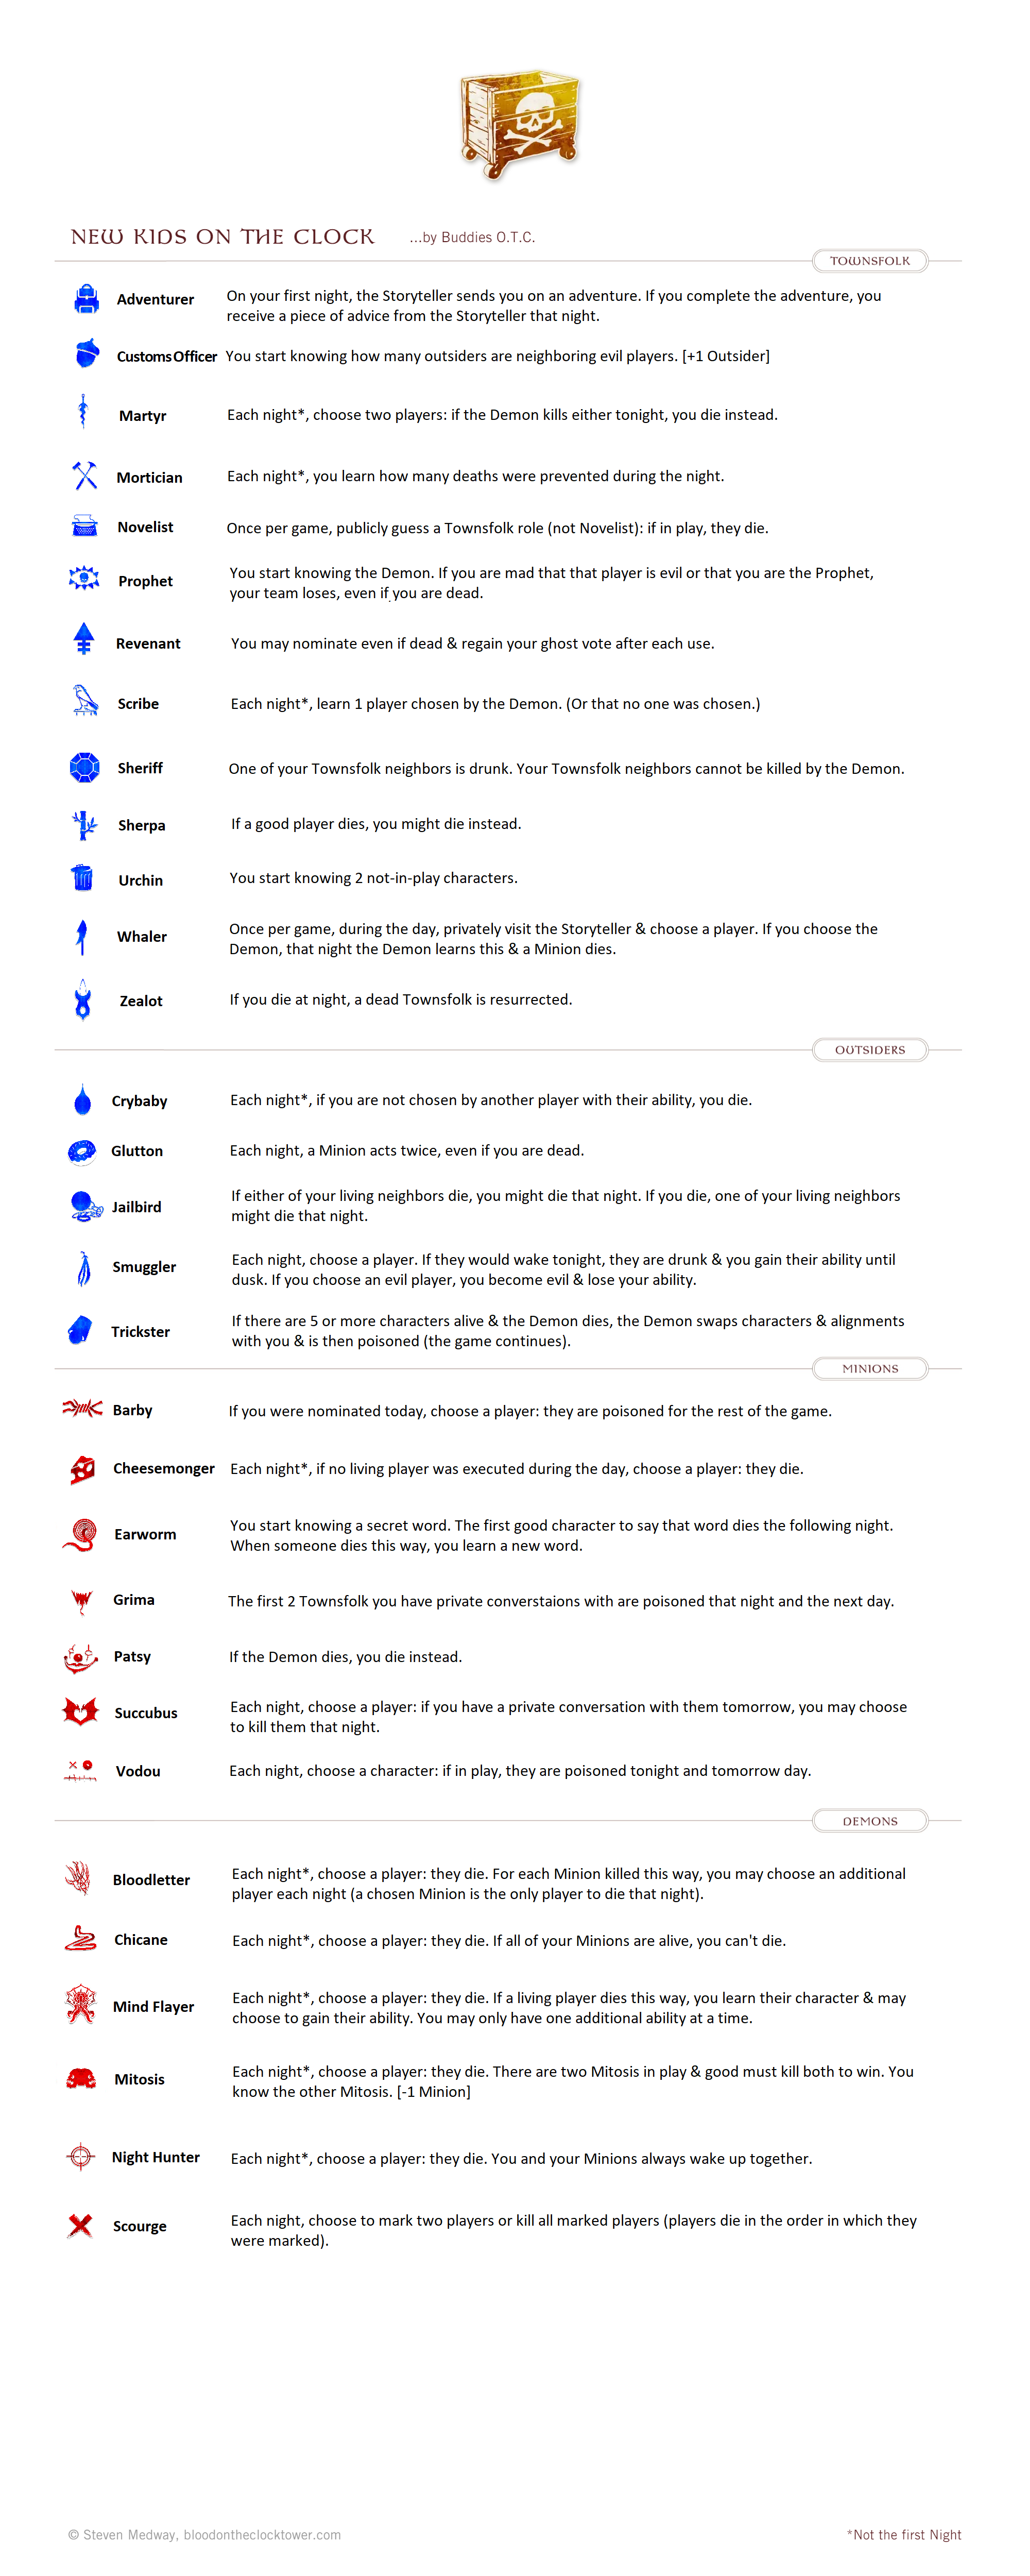 NEW KIDS ON THE CLOCK ...by Buddies O.T.C.
TOWNSFOLK
Adventurer On your first night, the Storyteller sends you on an adventure. If you complete the adventure, you
receive a piece of advice from the Storyteller that night.
Customs Officer You start knowing how many outsiders are neighboring evil players. [+1 Outsider]
Martyr Each night*, choose two players: if the Demon kills either tonight, you die instead.
Mortician Each night*, you learn how many deaths were prevented during the night.
Novelist Once per game, publicly guess a Townsfolk role (not Novelist): if in play, they die.
Prophet You start knowing the Demon. If you are mad that that player is evil or that you are the Prophet,
your team loses, even if you are dead.
Revenant You may nominate even if dead & regain your ghost vote after each use.
Scribe Each night*, learn 1 player chosen by the Demon. (Or that no one was chosen.)
Sheriff One of your Townsfolk neighbors is drunk. Your Townsfolk neighbors cannot be killed by the Demon.
Sherpa If a good player dies, you might die instead.
Urchin You start knowing 2 not-in-play characters.
Whaler Once per game, during the day, privately visit the Storyteller & choose a player. If you choose the
Demon, that night the Demon learns this & a Minion dies.
Zealot If you die at night, a dead Townsfolk is resurrected.
OUTSIDERS
Crybaby Each night*, if you are not chosen by another player with their ability, you die.
Glutton Each night, a Minion acts twice, even if you are dead.
Jailbird If either of your living neighbors die, you might die that night. If you die, one of your living neighbors
might die that night.
Smuggler Each night, choose a player. If they would wake tonight, they are drunk & you gain their ability until
dusk. If you choose an evil player, you become evil & lose your ability.
Trickster If there are 5 or more characters alive & the Demon dies, the Demon swaps characters & alignments
with you & is then poisoned (the game continues).
MINIONS
Barby If you were nominated today, choose a player: they are poisoned for the rest of the game.
Cheesemonger Each night*, if no living player was executed during the day, choose a player: they die.
Earworm You start knowing a secret word. The first good character to say that word dies the following night.
When someone dies this way, you learn a new word.
Grima The first 2 Townsfolk you have private converstaions with are poisoned that night and the next day.
Patsy If the Demon dies, you die instead.
Succubus Each night, choose a player: if you have a private conversation with them tomorrow, you may choose
to kill them that night.
Vodou Each night, choose a character: if in play, they are poisoned tonight and tomorrow day.
DEMONS
Bloodletter Each night*, choose a player: they die. For each Minion killed this way, you may choose an additional
player each night (a chosen Minion is the only player to die that night).
Chicane Each night*, choose a player: they die. If all of your Minions are alive, you can't die.
Mind Flayer Each night*, choose a player: they die. If a living player dies this way, you learn their character & may
choose to gain their ability. You may only have one additional ability at a time.
Mitosis Each night*, choose a player: they die. There are two Mitosis in play & good must kill both to win. You
know the other Mitosis. [-1 Minion]
Night Hunter Each night*, choose a player: they die. You and your Minions always wake up together.
Scourge Each night, choose to mark two players or kill all marked players (players die in the order in which they
were marked).
© Steven Medway, bloodontheclocktower.com *Not the first Night